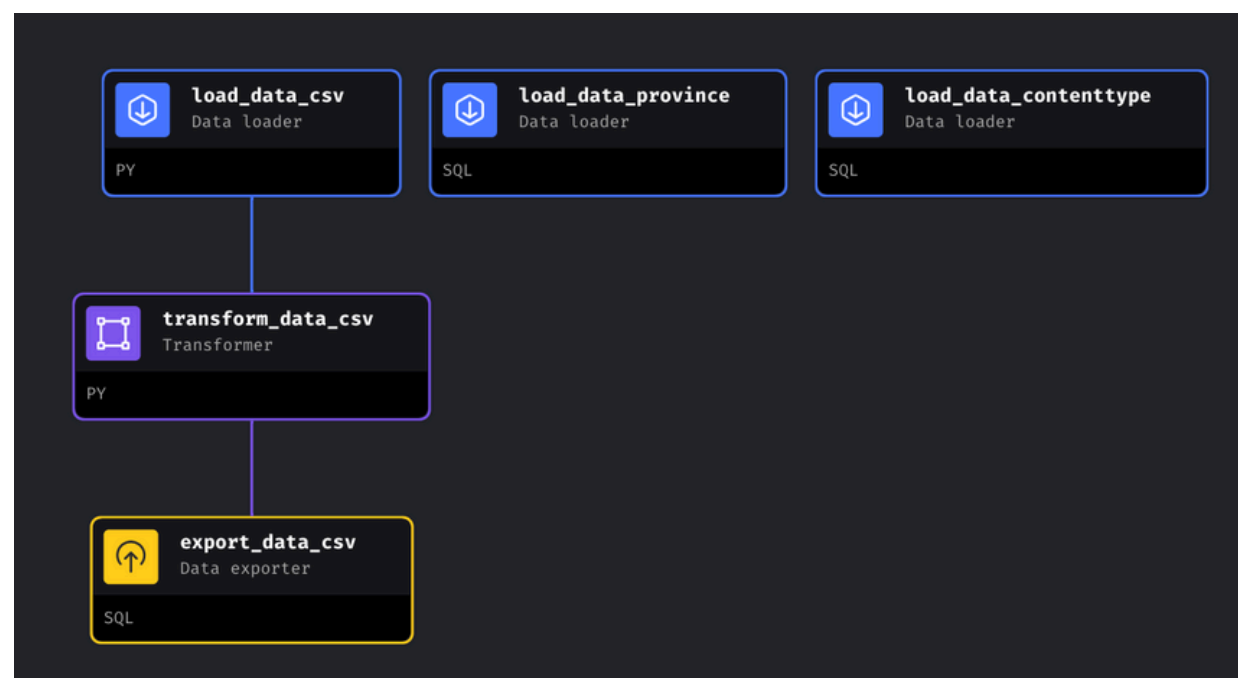 load_data_csv
Data loader
PY
load_data_province
Data loader
SQL
load_data_contenttype
Data loader
SQL
transform_data_csv
Transformer
PY
export_data_csv
Data exporter
SQL